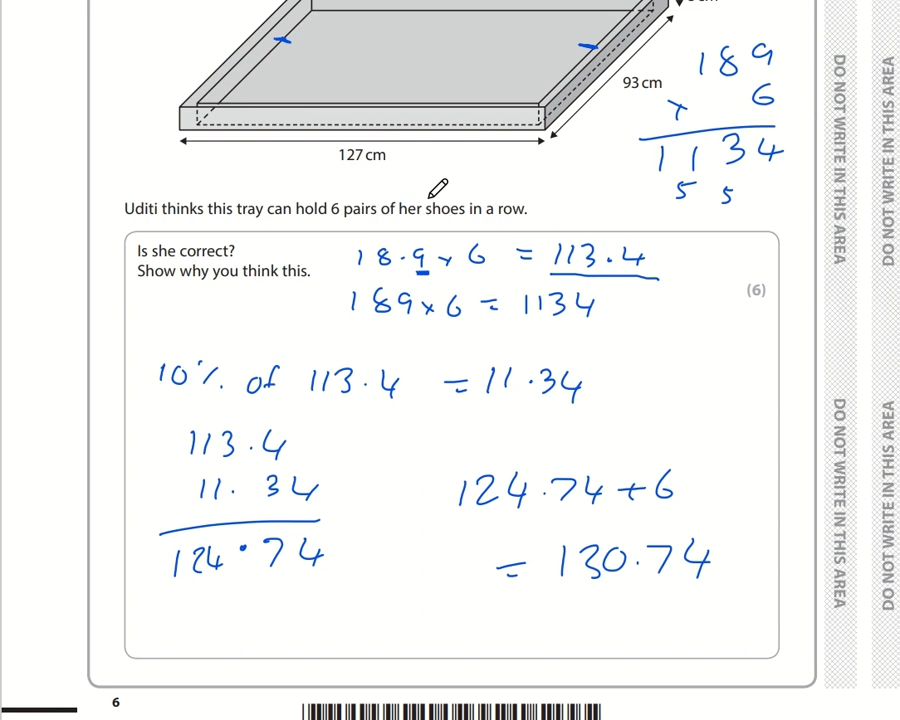 93 cm
127 cm
189
× 6
1134
5 5
Uditi thinks this tray can hold 6 pairs of her shoes in a row.
Is she correct?
Show why you think this.
(6)
18.9 × 6 = 113.4
189 × 6 = 1134
10% of 113.4 = 11.34
113.4
11.34
124.74
124.74 + 6
= 130.74
DO NOT WRITE IN THIS AREA
DO NOT WRITE IN THIS AREA
DO NOT WRITE IN THIS AREA
DO NOT WRITE IN THIS AREA
6